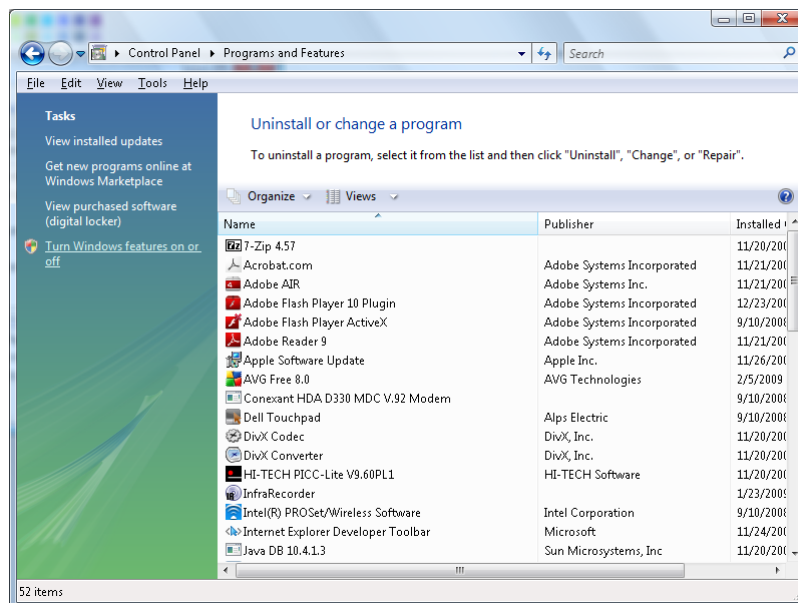 Control Panel Programs and Features Search
File Edit View Tools Help
Tasks
View installed updates
Get new programs online at
Windows Marketplace
View purchased software
(digital locker)
Turn Windows features on or
off
Uninstall or change a program
To uninstall a program, select it from the list and then click "Uninstall", "Change", or "Repair".
Organize Views
Name Publisher Installed
7-Zip 4.57 11/20/200
Acrobat.com Adobe Systems Incorporated 11/21/200
Adobe AIR Adobe Systems Inc. 11/21/200
Adobe Flash Player 10 Plugin Adobe Systems Incorporated 12/23/200
Adobe Flash Player ActiveX Adobe Systems Incorporated 9/10/2008
Adobe Reader 9 Adobe Systems Incorporated 11/21/200
Apple Software Update Apple Inc. 11/26/200
AVG Free 8.0 AVG Technologies 2/5/2009
Conexant HDA D330 MDC V.92 Modem 9/10/2008
Dell Touchpad Alps Electric 9/10/2008
DivX Codec DivX, Inc. 11/20/200
DivX Converter DivX, Inc. 11/20/200
HI-TECH PICC-Lite V9.60PL1 HI-TECH Software 11/20/200
InfraRecorder 1/23/2009
Intel(R) PROSet/Wireless Software Intel Corporation 9/10/2008
Internet Explorer Developer Toolbar Microsoft 11/24/200
Java DB 10.4.1.3 Sun Microsystems, Inc 11/20/200
52 items